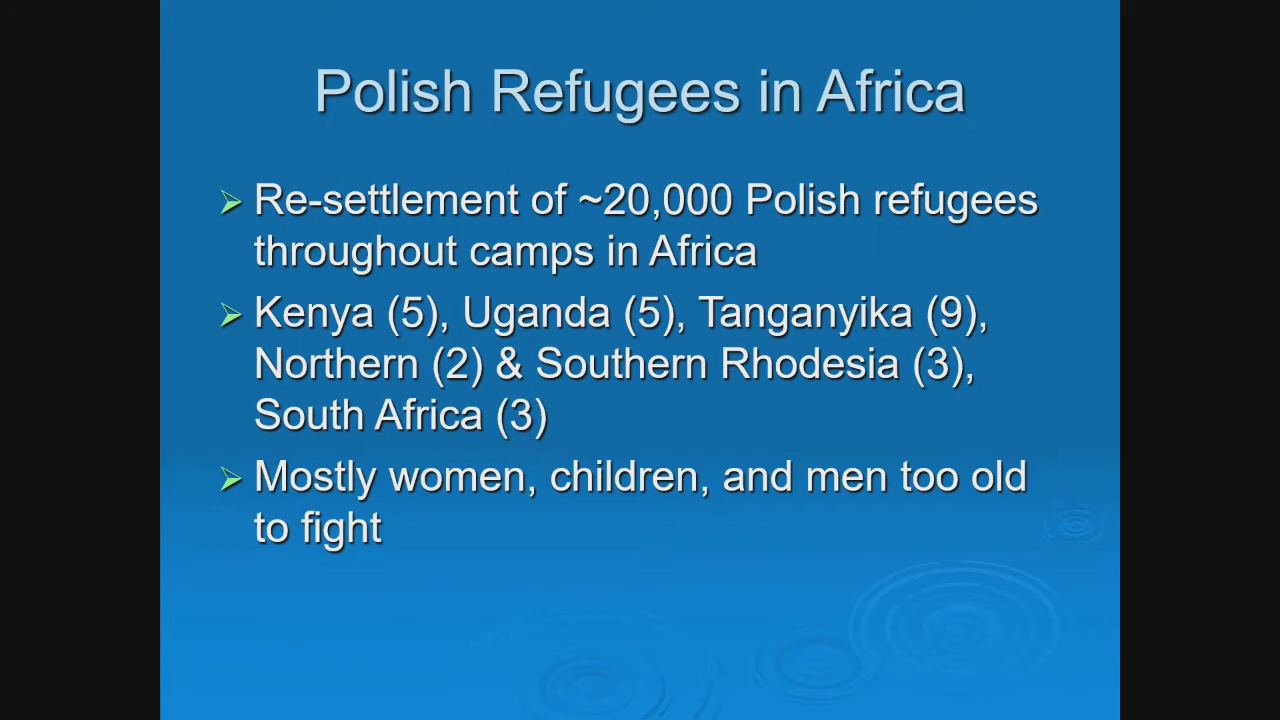 Polish Refugees in Africa
Re-settlement of ~20,000 Polish refugees
throughout camps in Africa
Kenya (5), Uganda (5), Tanganyika (9),
Northern (2) & Southern Rhodesia (3),
South Africa (3)
Mostly women, children, and men too old
to fight